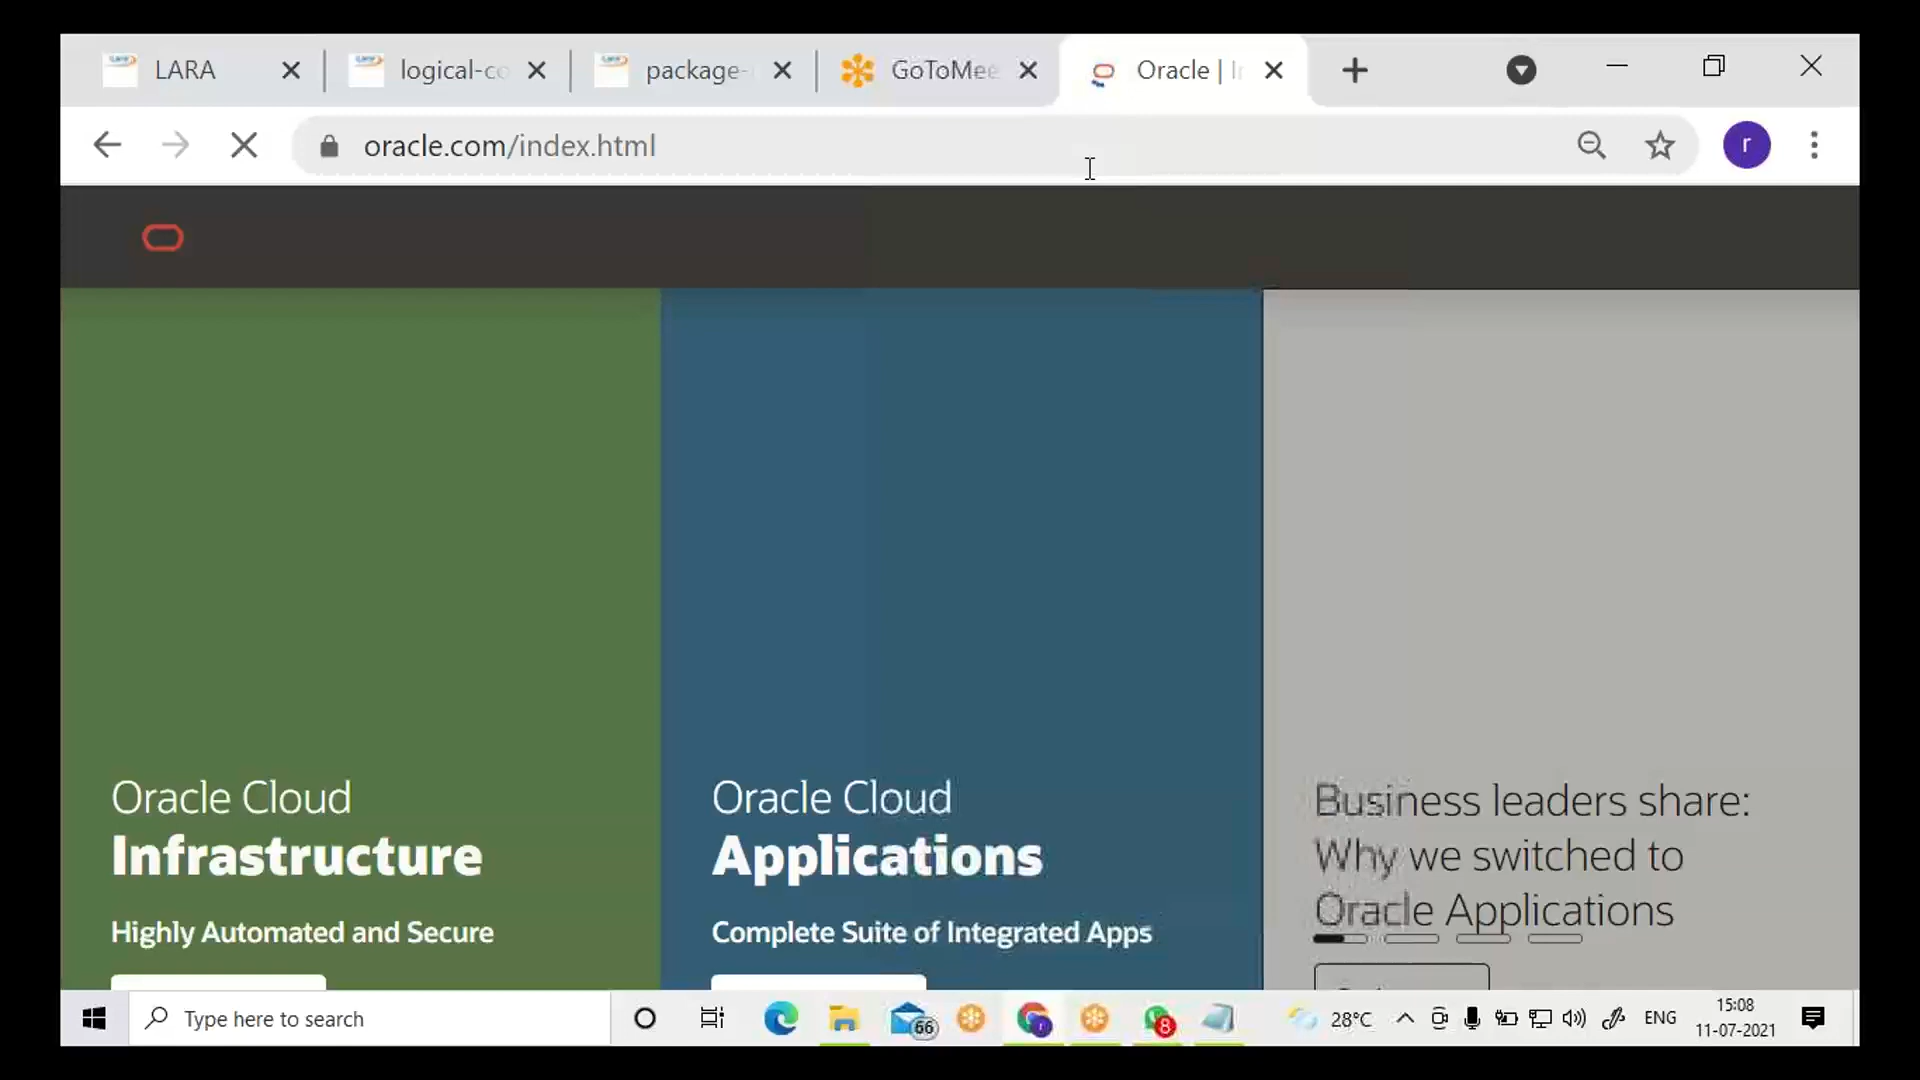 LARA
logical-co
package-
GoToMee
Oracle | I
oracle.com/index.html
r
Oracle Cloud
Infrastructure
Highly Automated and Secure
Oracle Cloud
Applications
Complete Suite of Integrated Apps
Business leaders share:
Why we switched to
Oracle Applications
Type here to search
66
8
28°C
ENG
15:08
11-07-2021